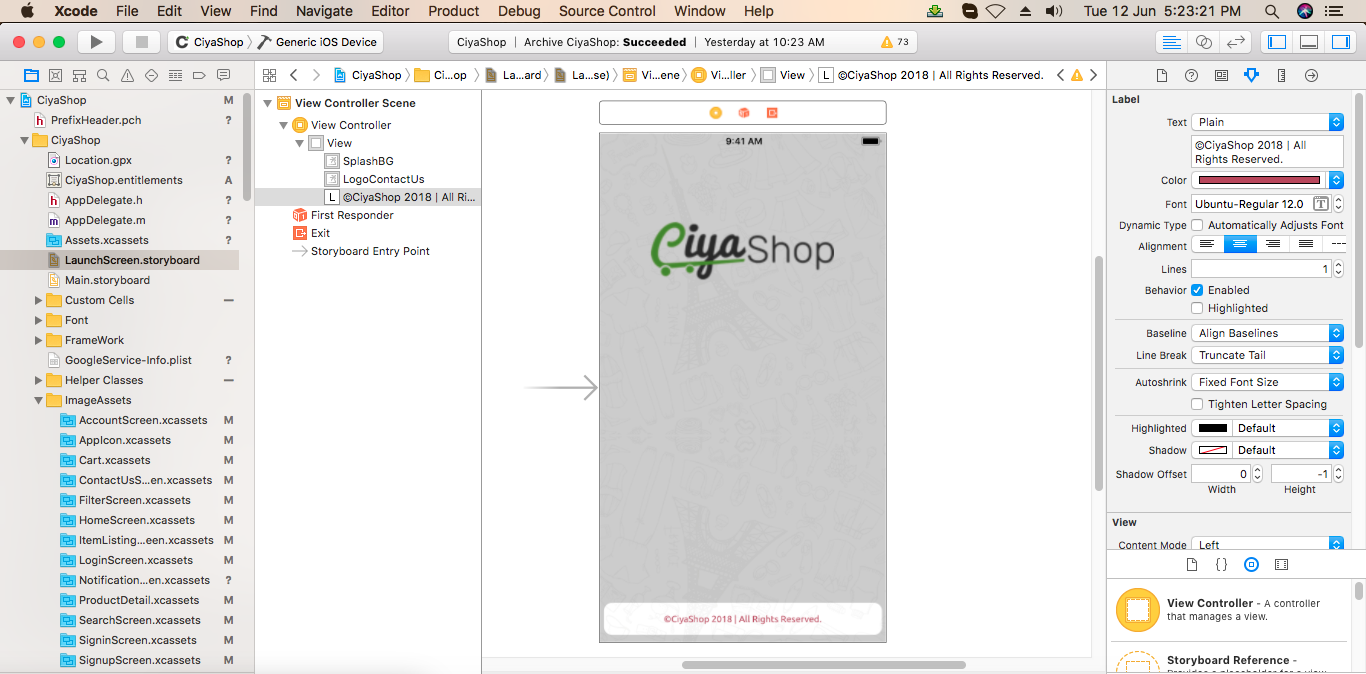 Xcode File Edit View Find Navigate Editor Product Debug Source Control Window Help Tue 12 Jun 5:23:21 PM
CiyaShop Generic iOS Device CiyaShop | Archive CiyaShop: Succeeded | Yesterday at 10:23 AM 73
CiyaShop Ci...op La...ard La...se) Vi...ene Vi...ller View L ©CiyaShop 2018 | All Rights Reserved.
CiyaShop M
PrefixHeader.pch ?
CiyaShop
Location.gpx ?
CiyaShop.entitlements A
AppDelegate.h ?
AppDelegate.m ?
Assets.xcassets ?
LaunchScreen.storyboard
Main.storyboard
Custom Cells
Font
FrameWork
GoogleService-Info.plist ?
Helper Classes
ImageAssets
AccountScreen.xcassets M
AppIcon.xcassets M
Cart.xcassets M
ContactUsS...en.xcassets M
FilterScreen.xcassets M
HomeScreen.xcassets M
ItemListing...een.xcassets M
LoginScreen.xcassets M
Notification...en.xcassets ?
ProductDetail.xcassets M
SearchScreen.xcassets M
SigninScreen.xcassets M
SignupScreen.xcassets M
View Controller Scene
View Controller
View
SplashBG
LogoContactUs
L ©CiyaShop 2018 | All Ri...
First Responder
Exit
Storyboard Entry Point
9:41 AM
CiyaShop
©CiyaShop 2018 | All Rights Reserved.
Label
Text Plain
©CiyaShop 2018 | All
Rights Reserved.
Color
Font Ubuntu-Regular 12.0 T
Dynamic Type Automatically Adjusts Font
Alignment
Lines 1
Behavior Enabled
Highlighted
Baseline Align Baselines
Line Break Truncate Tail
Autoshrink Fixed Font Size
Tighten Letter Spacing
Highlighted Default
Shadow Default
Shadow Offset 0 -1
Width Height
View
Content Mode Left
View Controller - A controller
that manages a view.
Storyboard Reference -
Provides a placeholder for a view